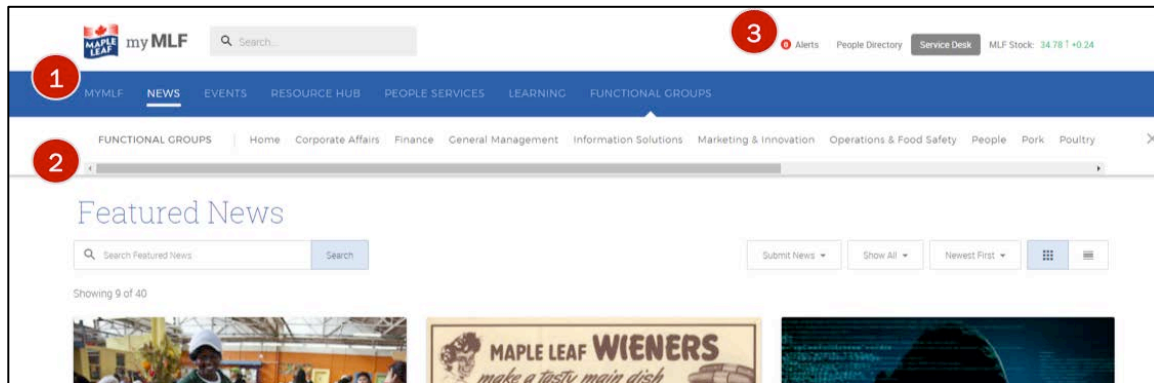 MAPLE LEAF
my MLF
Search...
3
0 Alerts People Directory Service Desk MLF Stock: 34.78 ↑ +0.24
1
MYMLF NEWS EVENTS RESOURCE HUB PEOPLE SERVICES LEARNING FUNCTIONAL GROUPS
FUNCTIONAL GROUPS Home Corporate Affairs Finance General Management Information Solutions Marketing & Innovation Operations & Food Safety People Pork Poultry
2
Featured News
Search Featured News Search Submit News Show All Newest First
Showing 9 of 40
MAPLE LEAF WIENERS
make a tasty main dish